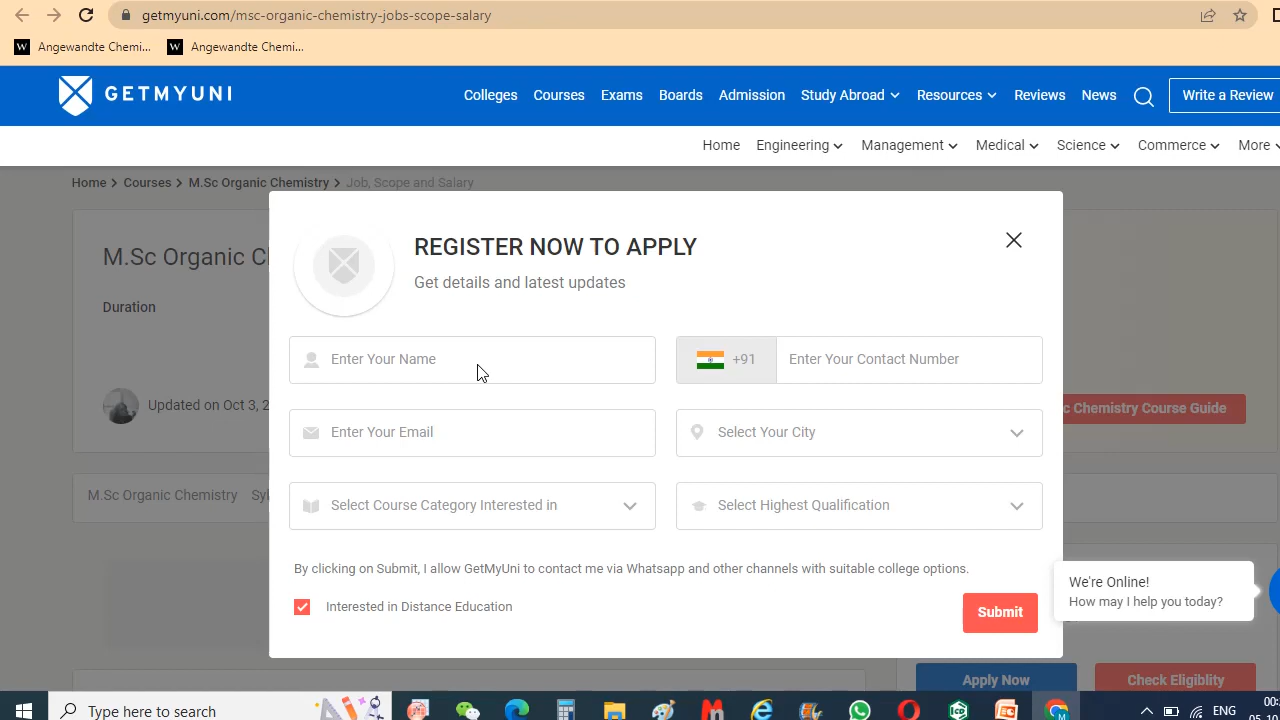 getmyuni.com/msc-organic-chemistry-jobs-scope-salary
W Angewandte Chemi... W Angewandte Chemi...
GETMYUNI Colleges Courses Exams Boards Admission Study Abroad Resources Reviews News Write a Review
Home Engineering Management Medical Science Commerce More
Home Courses M.Sc Organic Chemistry Job, Scope and Salary
M.Sc Organic C
REGISTER NOW TO APPLY
Get details and latest updates
Duration
Enter Your Name
+91 Enter Your Contact Number
Updated on Oct 3, 2
c Chemistry Course Guide
Enter Your Email
Select Your City
M.Sc Organic Chemistry Syl
Select Course Category Interested in
Select Highest Qualification
By clicking on Submit, I allow GetMyUni to contact me via Whatsapp and other channels with suitable college options.
Interested in Distance Education
Submit
We're Online!
How may I help you today?
Apply Now Check Eligiblity
Type here to search
ENG